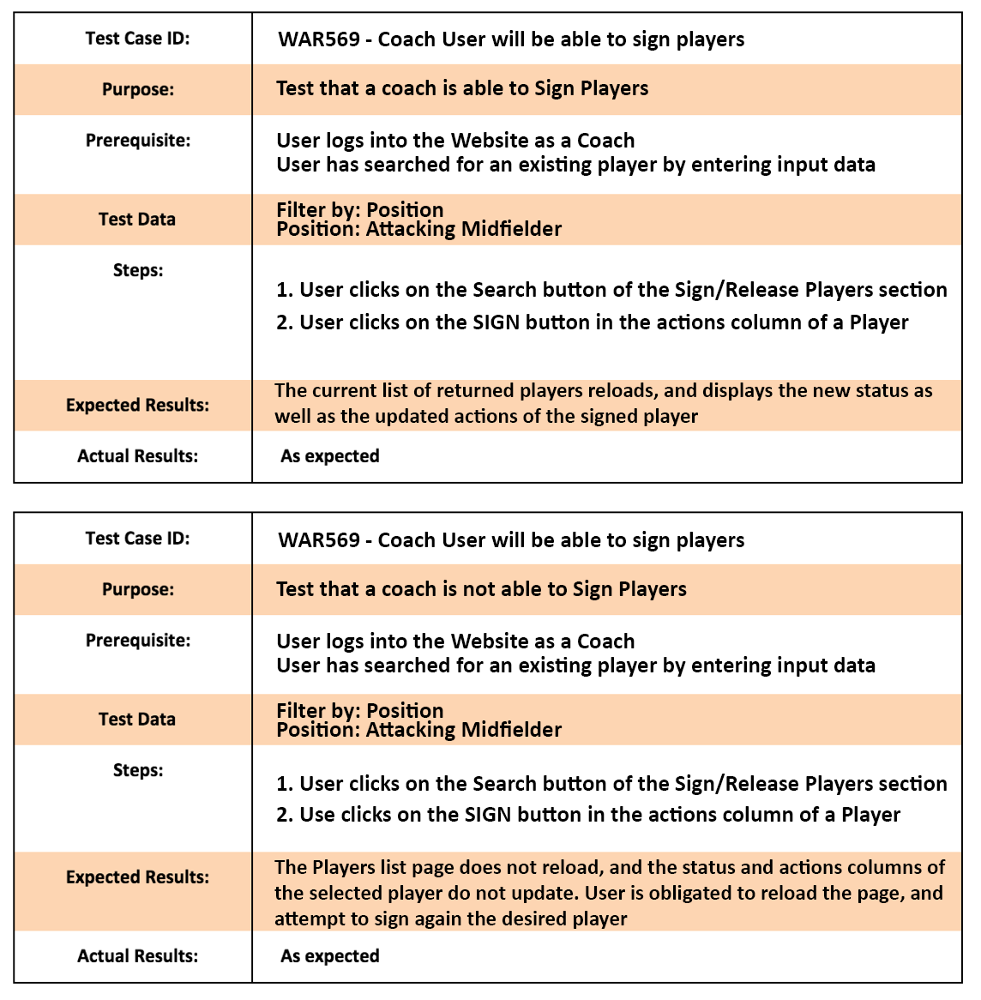 Test Case ID: WAR569 - Coach User will be able to sign players
Purpose: Test that a coach is able to Sign Players
Prerequisite: User logs into the Website as a Coach
User has searched for an existing player by entering input data
Test Data Filter by: Position
Position: Attacking Midfielder
Steps:
1. User clicks on the Search button of the Sign/Release Players section
2. User clicks on the SIGN button in the actions column of a Player
Expected Results: The current list of returned players reloads, and displays the new status as
well as the updated actions of the signed player
Actual Results: As expected
Test Case ID: WAR569 - Coach User will be able to sign players
Purpose: Test that a coach is not able to Sign Players
Prerequisite: User logs into the Website as a Coach
User has searched for an existing player by entering input data
Test Data Filter by: Position
Position: Attacking Midfielder
Steps:
1. User clicks on the Search button of the Sign/Release Players section
2. Use clicks on the SIGN button in the actions column of a Player
Expected Results: The Players list page does not reload, and the status and actions columns of
the selected player do not update. User is obligated to reload the page, and
attempt to sign again the desired player
Actual Results: As expected